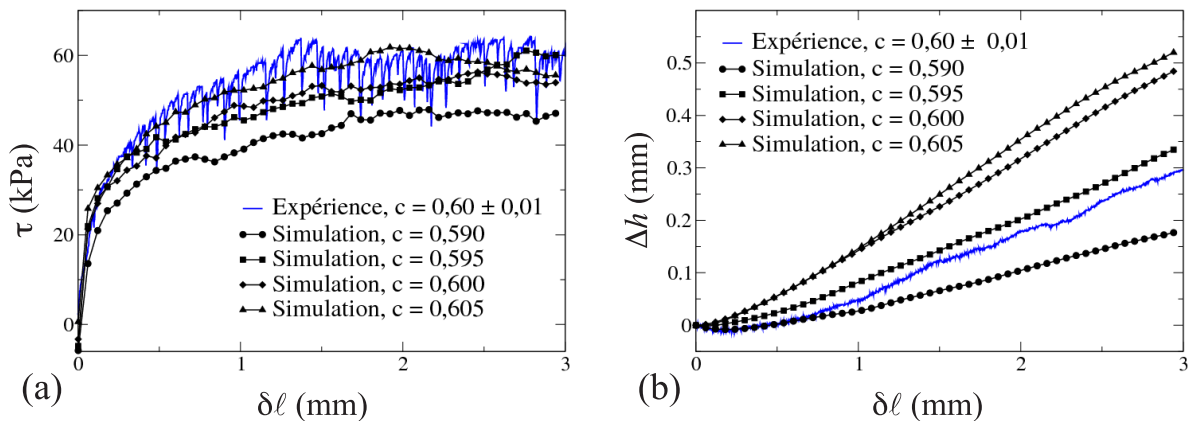 60
40
20
0
τ (kPa)
Expérience, c = 0,60 ± 0,01
Simulation, c = 0,590
Simulation, c = 0,595
Simulation, c = 0,600
Simulation, c = 0,605
0
1
2
3
(a)
δℓ (mm)
0,5
0,4
0,3
0,2
0,1
0
Δh (mm)
Expérience, c = 0,60 ± 0,01
Simulation, c = 0,590
Simulation, c = 0,595
Simulation, c = 0,600
Simulation, c = 0,605
0
1
2
3
(b)
δℓ (mm)